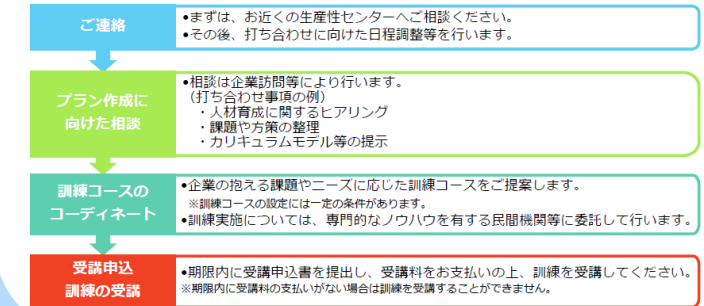 ご連絡
•まずは、お近くの生産性センターへご相談ください。
•その後、打ち合わせに向けた日程調整等を行います。
プラン作成に
向けた相談
•相談は企業訪問等により行います。
（打ち合わせ事項の例）
・人材育成に関するヒアリング
・課題や方策の整理
・カリキュラムモデル等の提示
訓練コースの
コーディネート
•企業の抱える課題やニーズに応じた訓練コースをご提案します。
※訓練コースの設定には一定の条件があります。
•訓練実施については、専門的なノウハウを有する民間機関等に委託して行います。
受講申込
訓練の受講
•期限内に受講申込書を提出し、受講料をお支払いの上、訓練を受講してください。
※期限内に受講料の支払いがない場合は訓練を受講することができません。